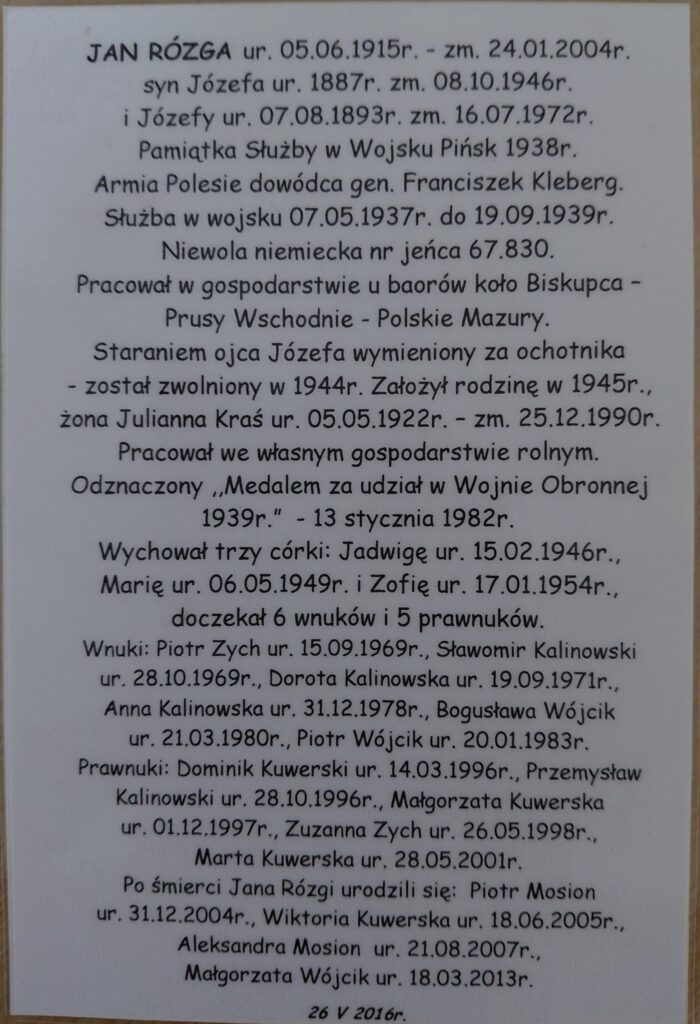 JAN RÓZGA ur. 05.06.1915r. - zm. 24.01.2004r.
syn Józefa ur. 1887r. zm. 08.10.1946r.
i Józefy ur. 07.08.1893r. zm. 16.07.1972r.
Pamiątka Służby w Wojsku Pińsk 1938r.
Armia Polesie dowódca gen. Franciszek Kleberg.
Służba w wojsku 07.05.1937r. do 19.09.1939r.
Niewola niemiecka nr jeńca 67.830.
Pracował w gospodarstwie u baorów koło Biskupca –
Prusy Wschodnie - Polskie Mazury.
Staraniem ojca Józefa wymieniony za ochotnika
- został zwolniony w 1944r. Założył rodzinę w 1945r.,
żona Julianna Kraś ur. 05.05.1922r. – zm. 25.12.1990r.
Pracował we własnym gospodarstwie rolnym.
Odznaczony ,,Medalem za udział w Wojnie Obronnej
1939r.” - 13 stycznia 1982r.
Wychował trzy córki: Jadwigę ur. 15.02.1946r.,
Marię ur. 06.05.1949r. i Zofię ur. 17.01.1954r.,
doczekał 6 wnuków i 5 prawnuków.
Wnuki: Piotr Zych ur. 15.09.1969r., Sławomir Kalinowski
ur. 28.10.1969r., Dorota Kalinowska ur. 19.09.1971r.,
Anna Kalinowska ur. 31.12.1978r., Bogusława Wójcik
ur. 21.03.1980r., Piotr Wójcik ur. 20.01.1983r.
Prawnuki: Dominik Kuwerski ur. 14.03.1996r., Przemysław
Kalinowski ur. 28.10.1996r., Małgorzata Kuwerska
ur. 01.12.1997r., Zuzanna Zych ur. 26.05.1998r.,
Marta Kuwerska ur. 28.05.2001r.
Po śmierci Jana Rózgi urodzili się: Piotr Mosion
ur. 31.12.2004r., Wiktoria Kuwerska ur. 18.06.2005r.,
Aleksandra Mosion ur. 21.08.2007r.,
Małgorzata Wójcik ur. 18.03.2013r.
26 V 2016r.